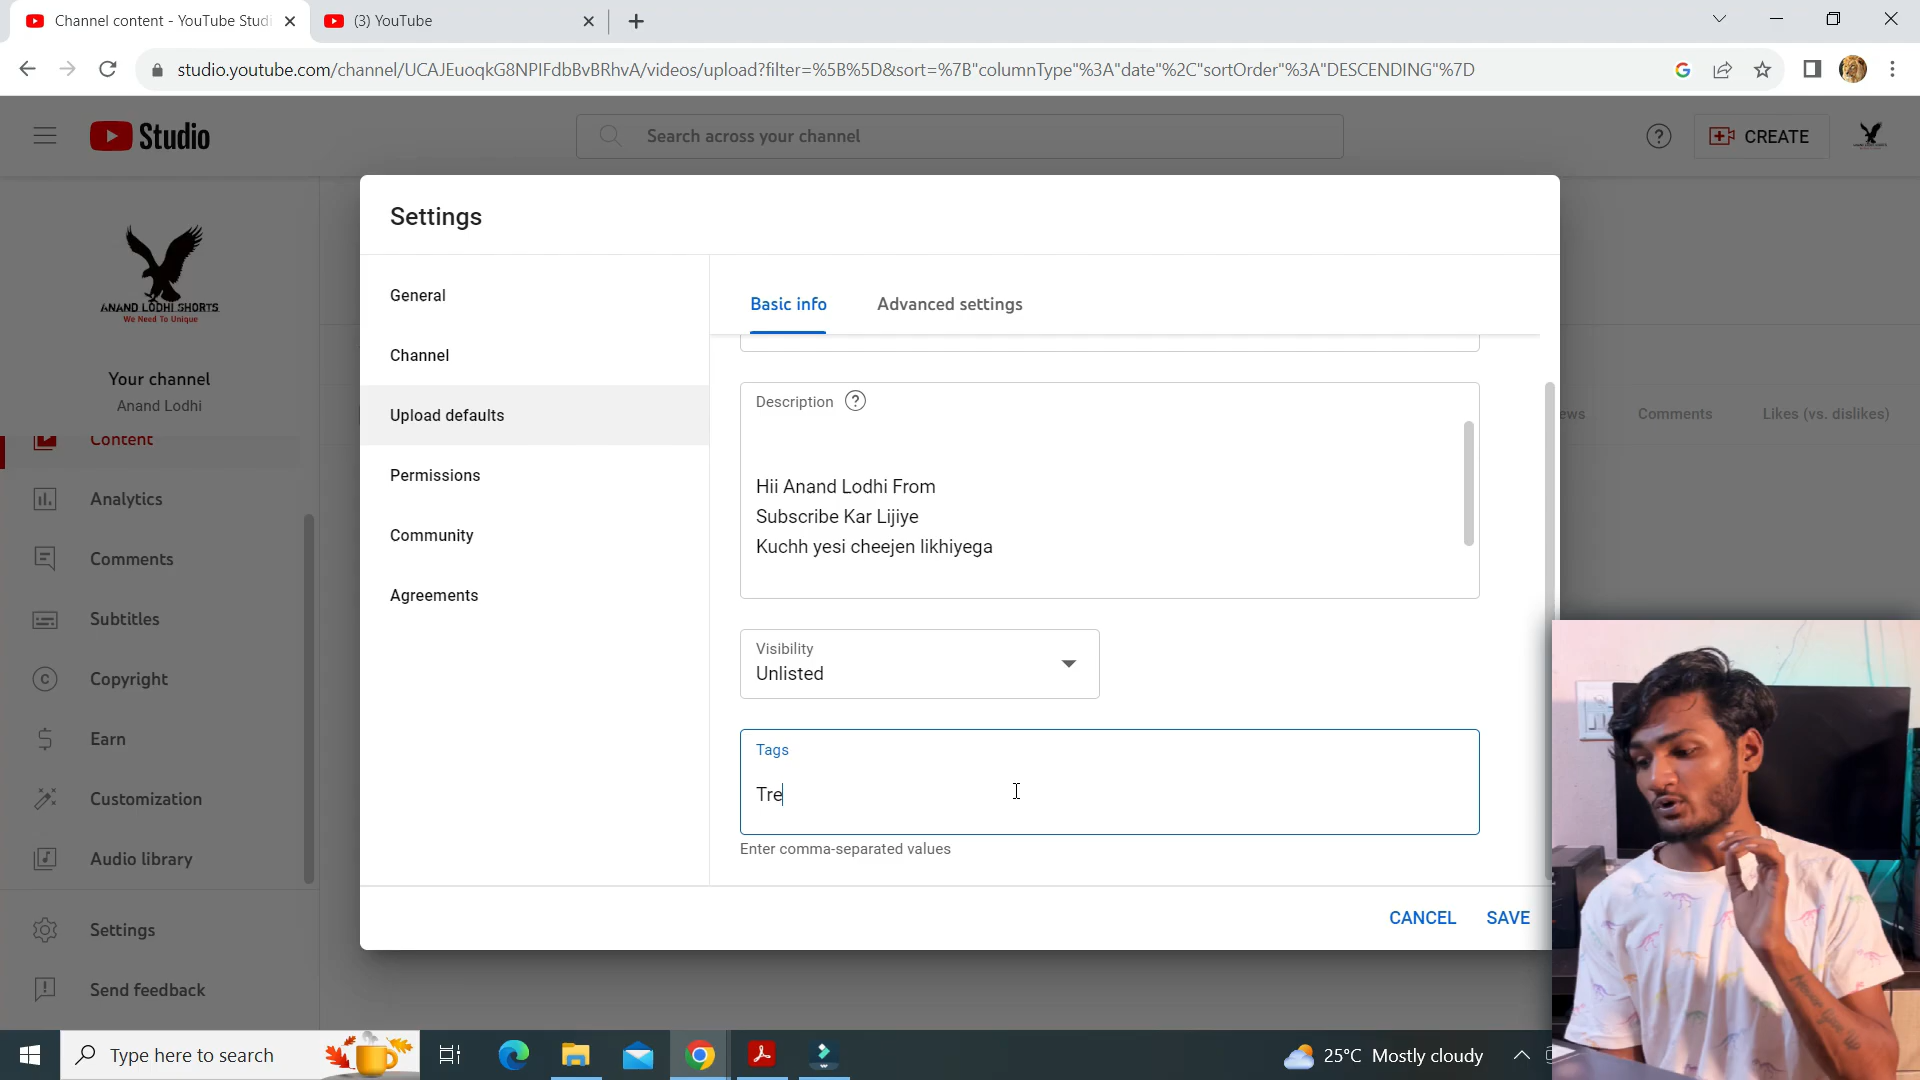 Channel content - YouTube Studi
(3) YouTube
studio.youtube.com/channel/UCAJEuoqkG8NPIFdbBvBRhvA/videos/upload?filter=%5B%5D&sort=%7B"columnType"%3A"date"%2C"sortOrder"%3A"DESCENDING"%7D
Studio
Search across your channel
CREATE
ANAND LODHI SHORTS
We Need To Unique
Your channel
Anand Lodhi
Content
Analytics
Comments
Subtitles
Copyright
Earn
Customization
Audio library
Settings
Send feedback
Settings
General
Channel
Upload defaults
Permissions
Community
Agreements
Basic info
Advanced settings
Description
Hii Anand Lodhi From
Subscribe Kar Lijiye
Kuchh yesi cheejen likhiyega
Visibility
Unlisted
Tags
Tre
Enter comma-separated values
CANCEL
SAVE
ews
Comments
Likes (vs. dislikes)
Type here to search
25°C Mostly cloudy